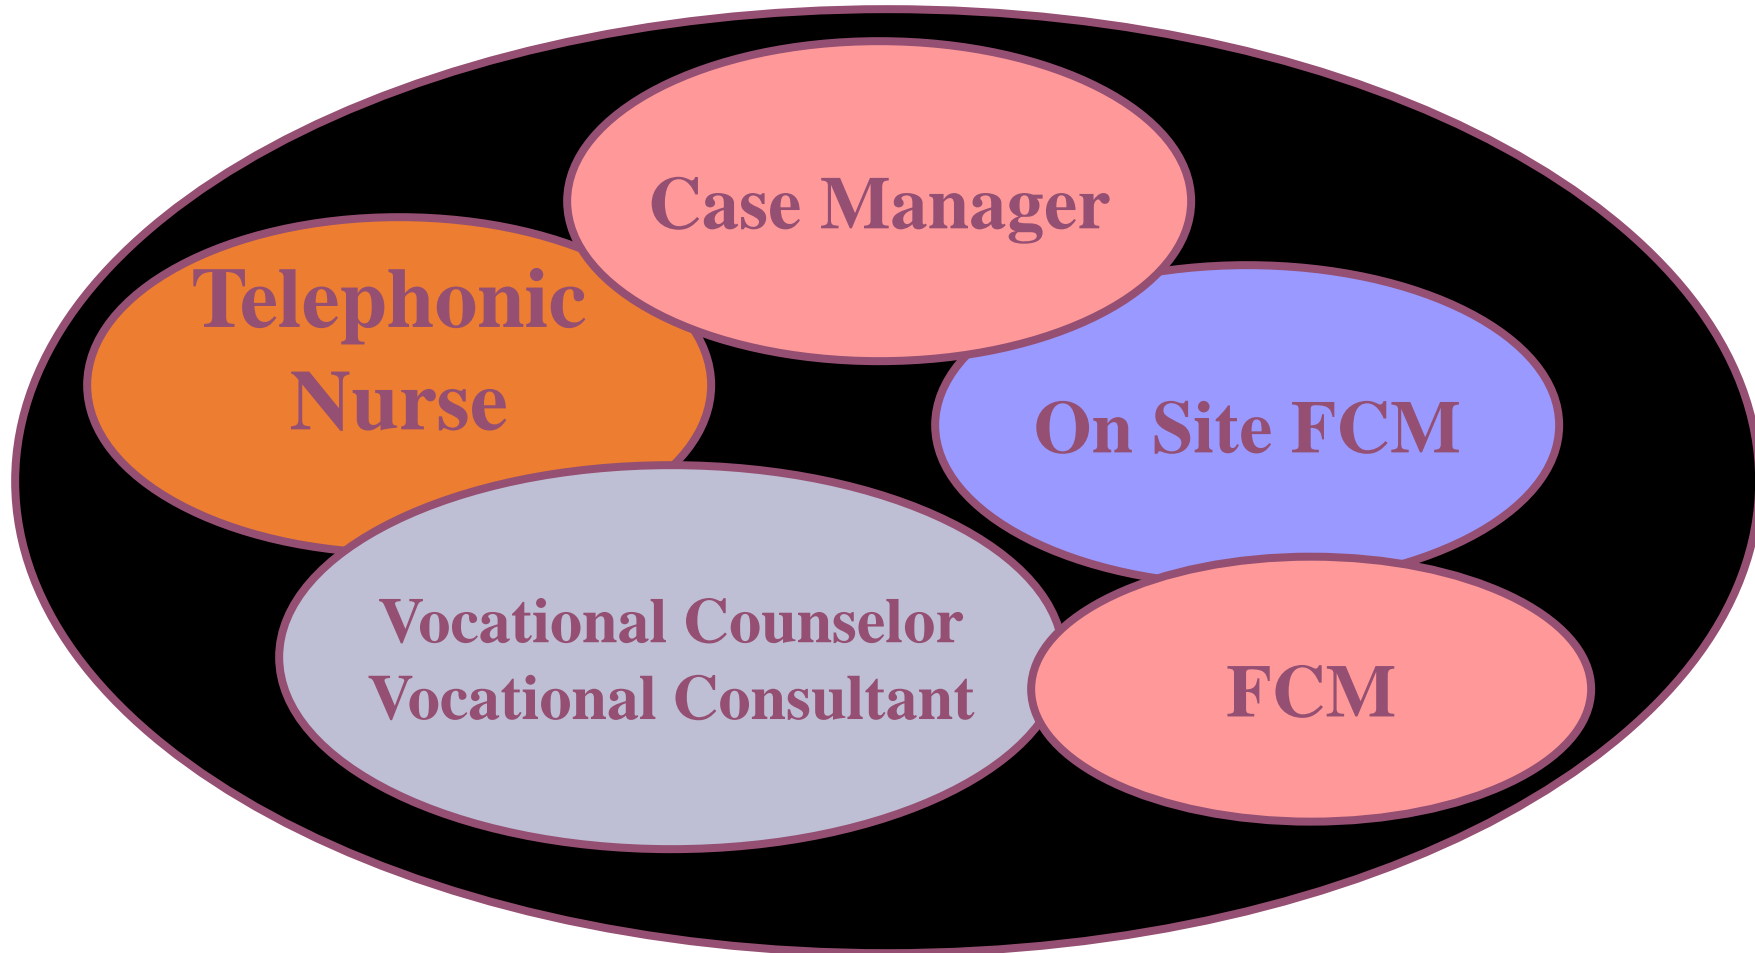 Case Manager
Telephonic
Nurse
On Site FCM
Vocational Counselor
Vocational Consultant
FCM